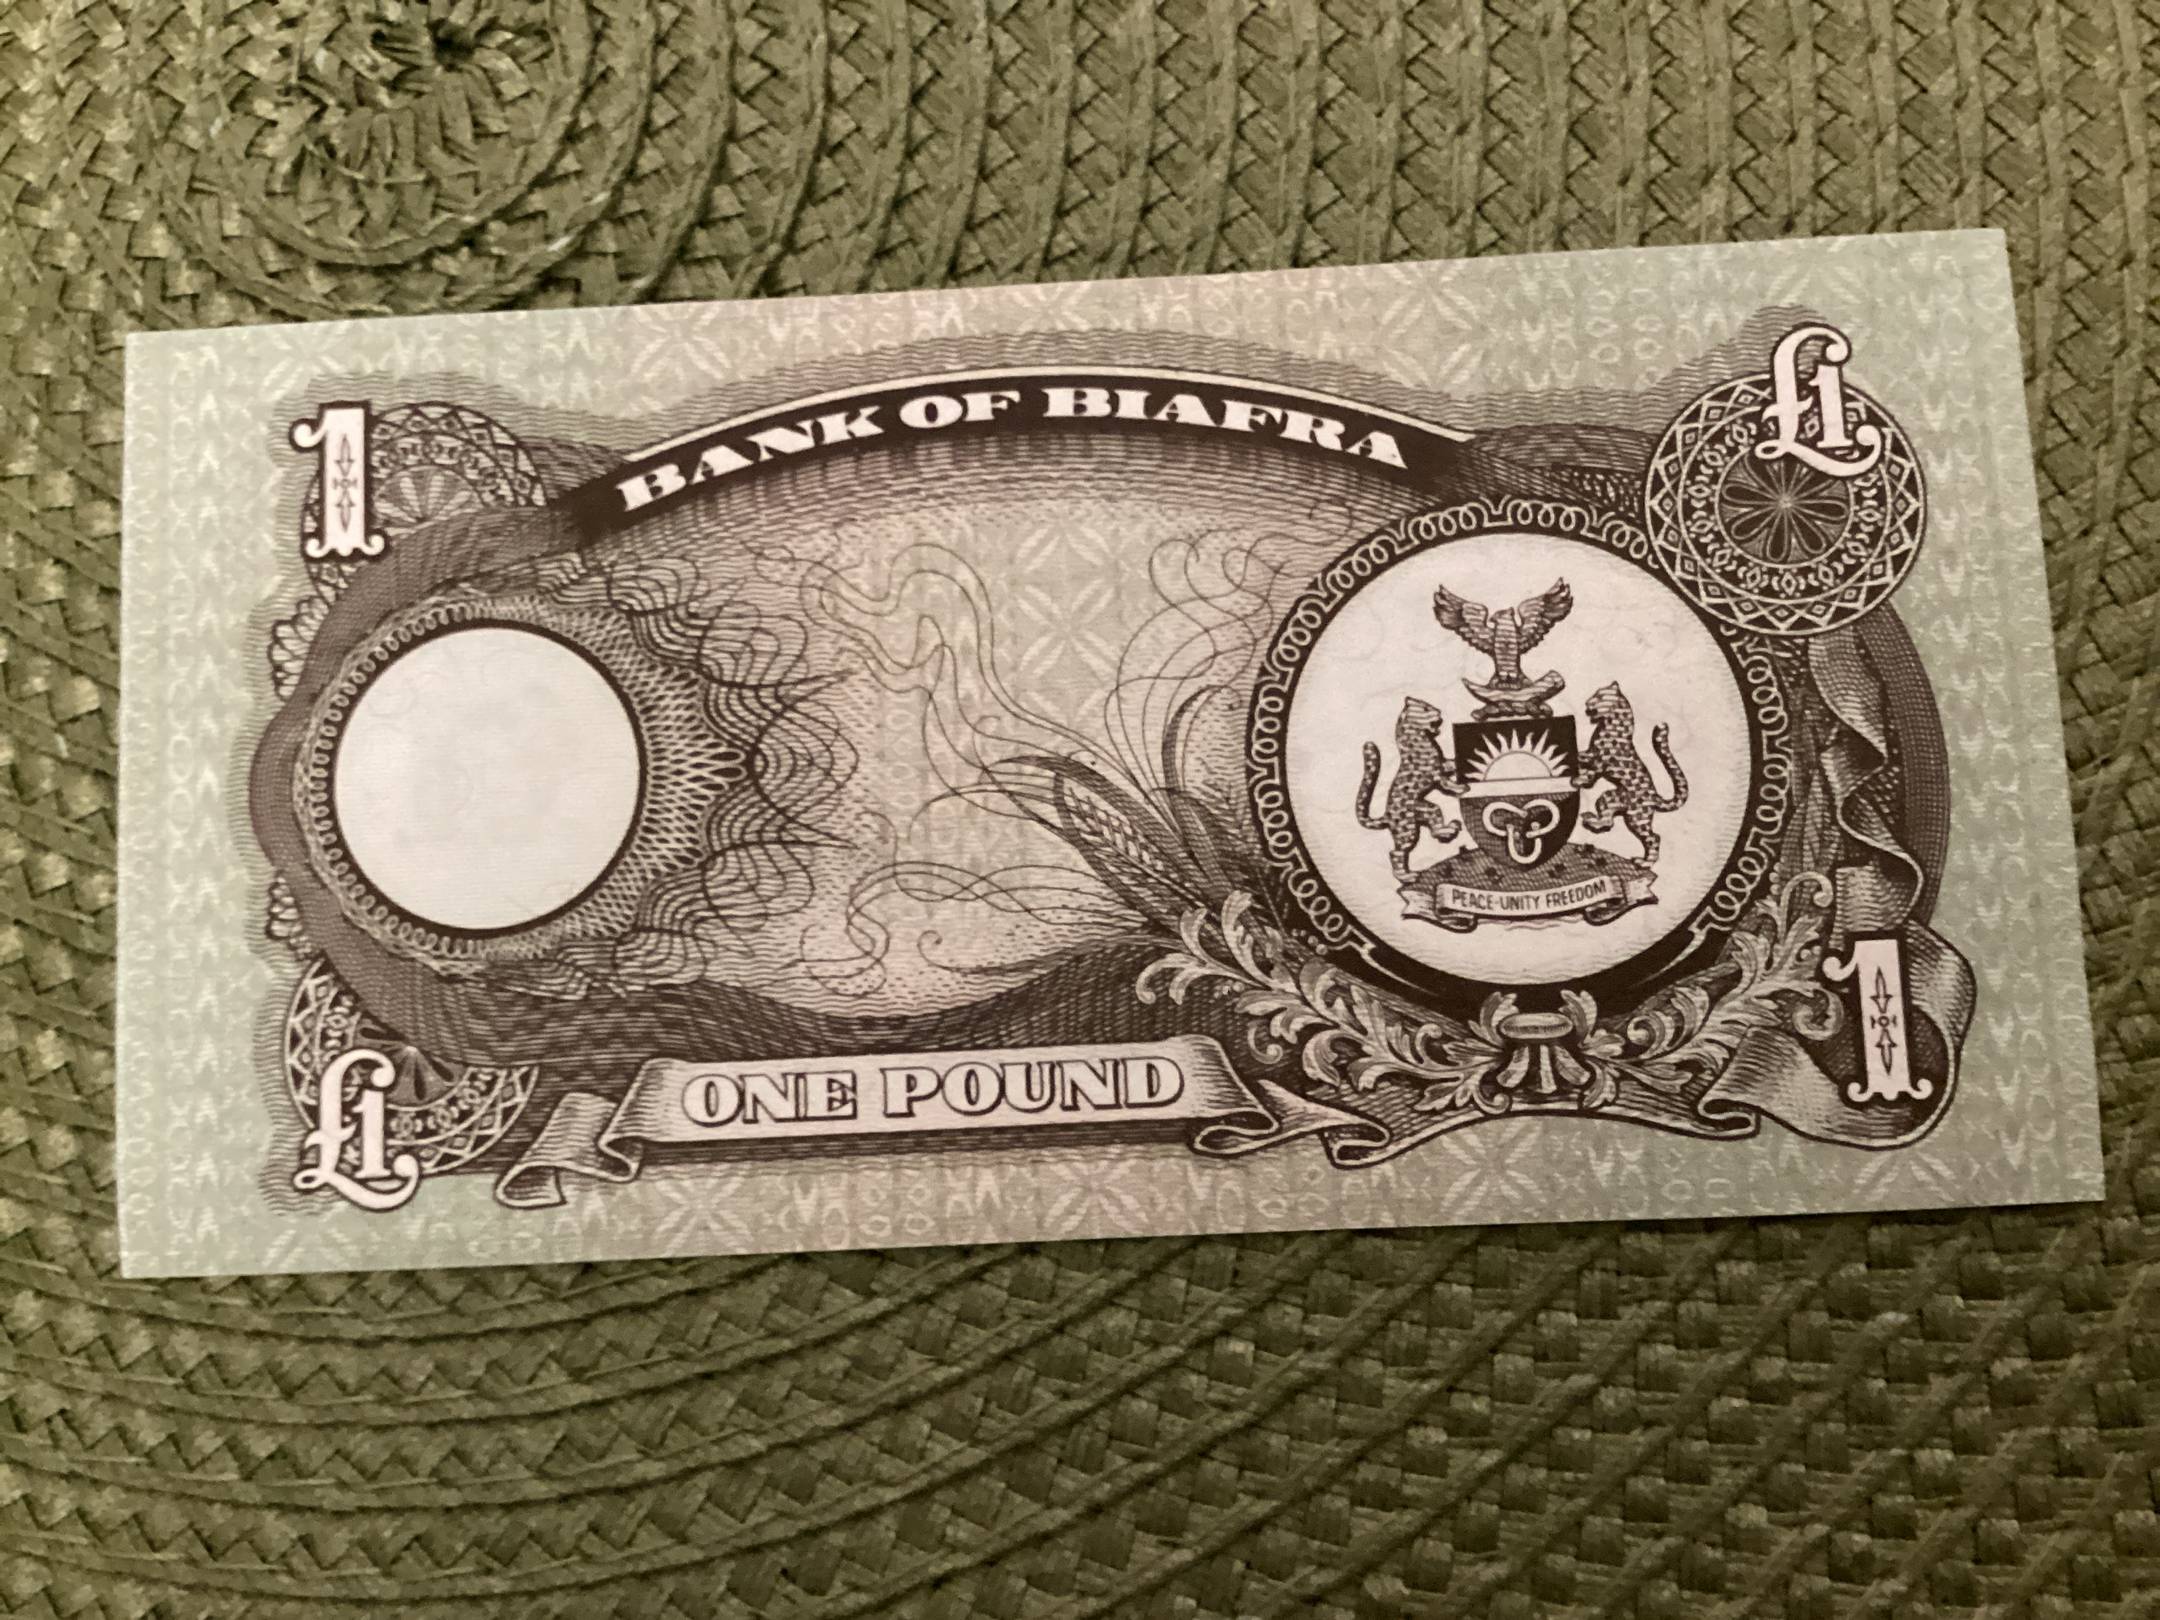 1
£1
BANK OF BIAFRA
PEACE-UNITY FREEDOM
1
£1
ONE POUND